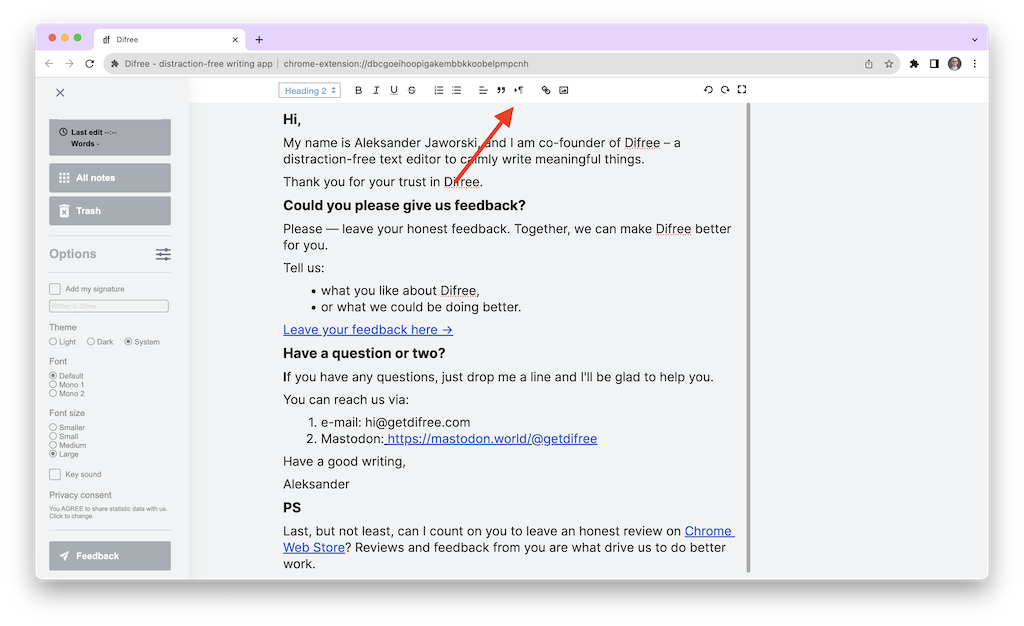 Difree
Difree - distraction-free writing app | chrome-extension://dbcgoeihoopigakembbkkoobelpmpcnh
Heading 2 B I U S
Last edit --:--
Words -
All notes
Trash
Options
Add my signature
Written in Difree
Theme
Light Dark System
Font
Default
Mono 1
Mono 2
Font size
Smaller
Small
Medium
Large
Key sound
Privacy consent
You AGREE to share statistic data with us.
Click to change.
Feedback
Hi,
My name is Aleksander Jaworski, and I am co-founder of Difree – a
distraction-free text editor to calmly write meaningful things.
Thank you for your trust in Difree.
Could you please give us feedback?
Please — leave your honest feedback. Together, we can make Difree better
for you.
Tell us:
• what you like about Difree,
• or what we could be doing better.
Leave your feedback here →
Have a question or two?
If you have any questions, just drop me a line and I'll be glad to help you.
You can reach us via:
1. e-mail: hi@getdifree.com
2. Mastodon: https://mastodon.world/@getdifree
Have a good writing,
Aleksander
PS
Last, but not least, can I count on you to leave an honest review on Chrome
Web Store? Reviews and feedback from you are what drive us to do better
work.